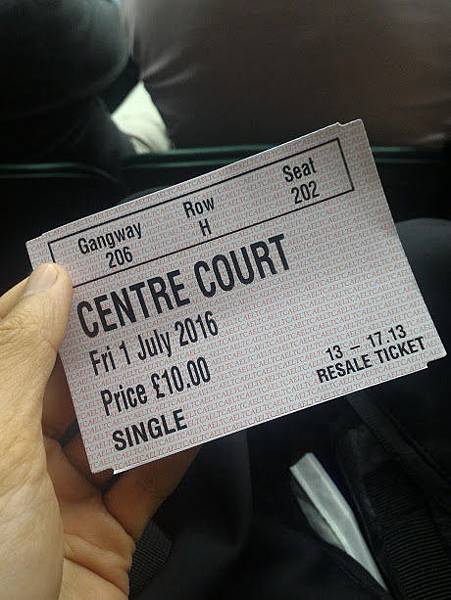 Gangway Row Seat
206 H 202
CENTRE COURT
Fri 1 July 2016
Price £10.00
SINGLE
13 – 17.13
RESALE TICKET